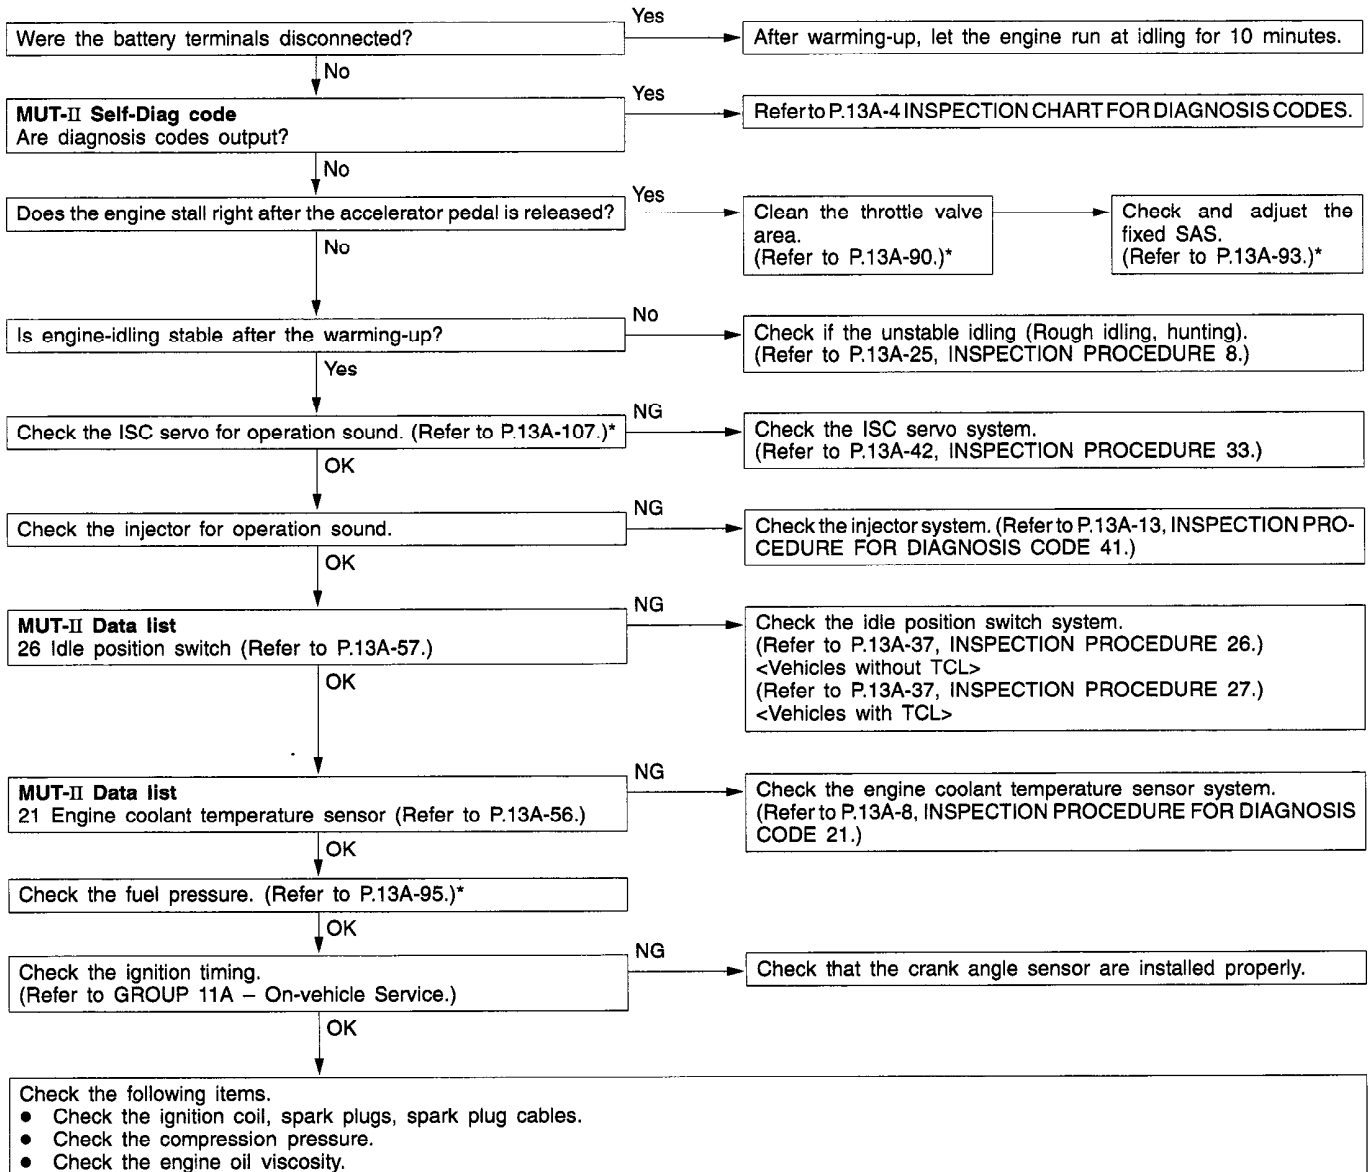 Were the battery terminals disconnected?
Yes
After warming-up, let the engine run at idling for 10 minutes.
No
MUT-II Self-Diag code
Are diagnosis codes output?
Yes
Refer to P.13A-4 INSPECTION CHART FOR DIAGNOSIS CODES.
No
Does the engine stall right after the accelerator pedal is released?
Yes
Clean the throttle valve
area.
(Refer to P.13A-90.)*
Check and adjust the
fixed SAS.
(Refer to P.13A-93.)*
No
Is engine-idling stable after the warming-up?
No
Check if the unstable idling (Rough idling, hunting).
(Refer to P.13A-25, INSPECTION PROCEDURE 8.)
Yes
Check the ISC servo for operation sound. (Refer to P.13A-107.)*
NG
Check the ISC servo system.
(Refer to P.13A-42, INSPECTION PROCEDURE 33.)
OK
Check the injector for operation sound.
NG
Check the injector system. (Refer to P.13A-13, INSPECTION PRO-
CEDURE FOR DIAGNOSIS CODE 41.)
OK
MUT-II Data list
26 Idle position switch (Refer to P.13A-57.)
NG
Check the idle position switch system.
(Refer to P.13A-37, INSPECTION PROCEDURE 26.)
<Vehicles without TCL>
(Refer to P.13A-37, INSPECTION PROCEDURE 27.)
<Vehicles with TCL>
OK
MUT-II Data list
21 Engine coolant temperature sensor (Refer to P.13A-56.)
NG
Check the engine coolant temperature sensor system.
(Refer to P.13A-8, INSPECTION PROCEDURE FOR DIAGNOSIS
CODE 21.)
OK
Check the fuel pressure. (Refer to P.13A-95.)*
OK
Check the ignition timing.
(Refer to GROUP 11A – On-vehicle Service.)
NG
Check that the crank angle sensor are installed properly.
OK
Check the following items.
● Check the ignition coil, spark plugs, spark plug cables.
● Check the compression pressure.
● Check the engine oil viscosity.